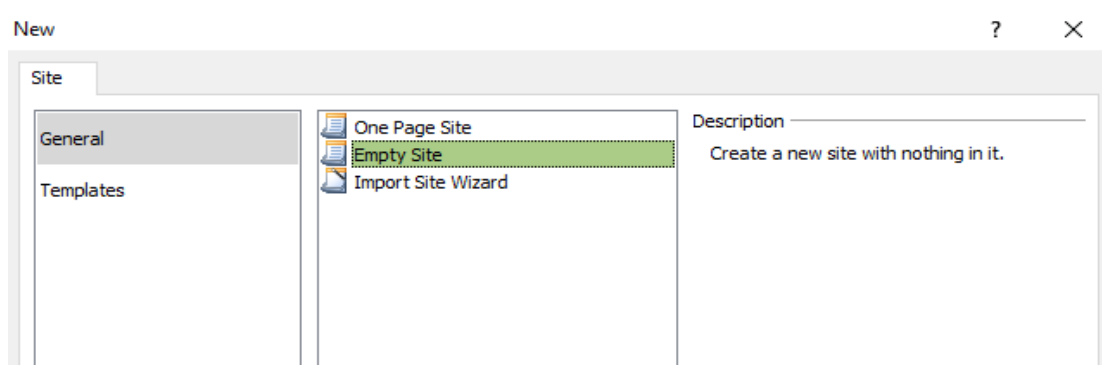 New
?
Site
General
Templates
One Page Site
Empty Site
Import Site Wizard
Description
Create a new site with nothing in it.